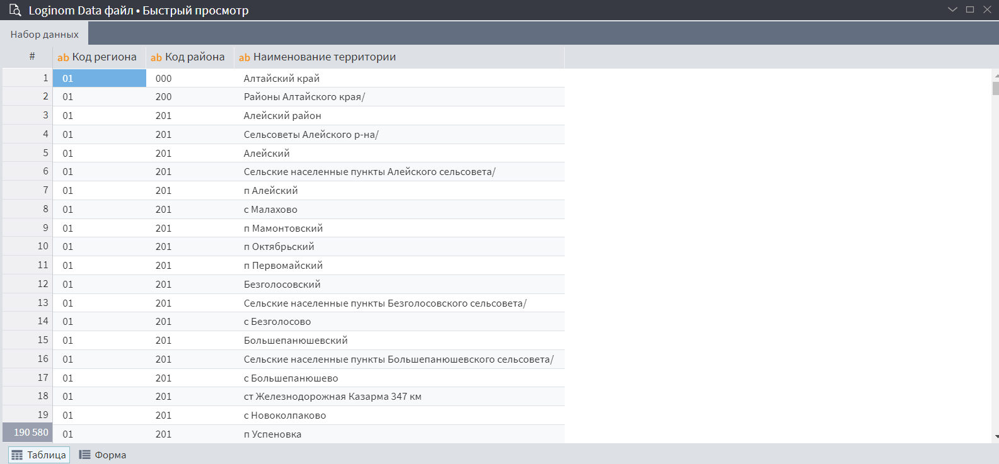 Loginom Data файл • Быстрый просмотр
Набор данных
# ab Код региона ab Код района ab Наименование территории
1 01 000 Алтайский край
2 01 200 Районы Алтайского края/
3 01 201 Алейский район
4 01 201 Сельсоветы Алейского р-на/
5 01 201 Алейский
6 01 201 Сельские населенные пункты Алейского сельсовета/
7 01 201 п Алейский
8 01 201 с Малахово
9 01 201 п Мамонтовский
10 01 201 п Октябрьский
11 01 201 п Первомайский
12 01 201 Безголосовский
13 01 201 Сельские населенные пункты Безголосовского сельсовета/
14 01 201 с Безголосово
15 01 201 Большепанюшевский
16 01 201 Сельские населенные пункты Большепанюшевского сельсовета/
17 01 201 с Большепанюшево
18 01 201 ст Железнодорожная Казарма 347 км
19 01 201 с Новоколпаково
190 580 01 201 п Успеновка
Таблица Форма